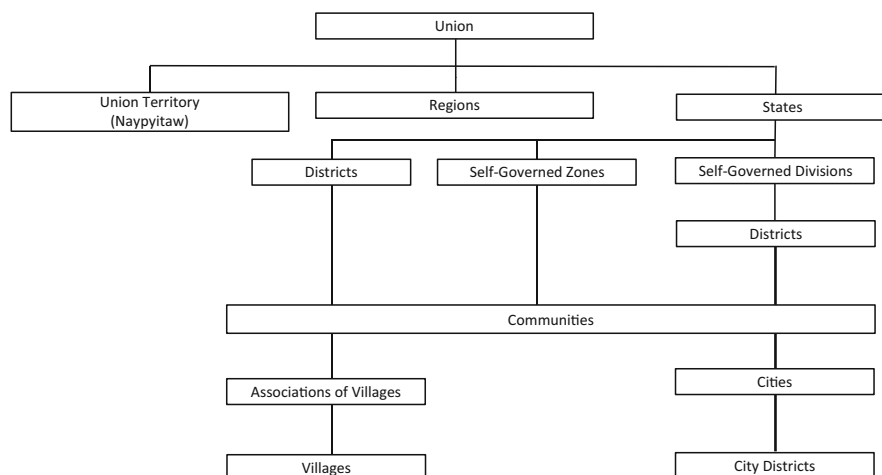 Union
Union Territory
(Naypyitaw)
Regions
States
Districts
Self-Governed Zones
Self-Governed Divisions
Districts
Communities
Associations of Villages
Cities
Villages
City Districts